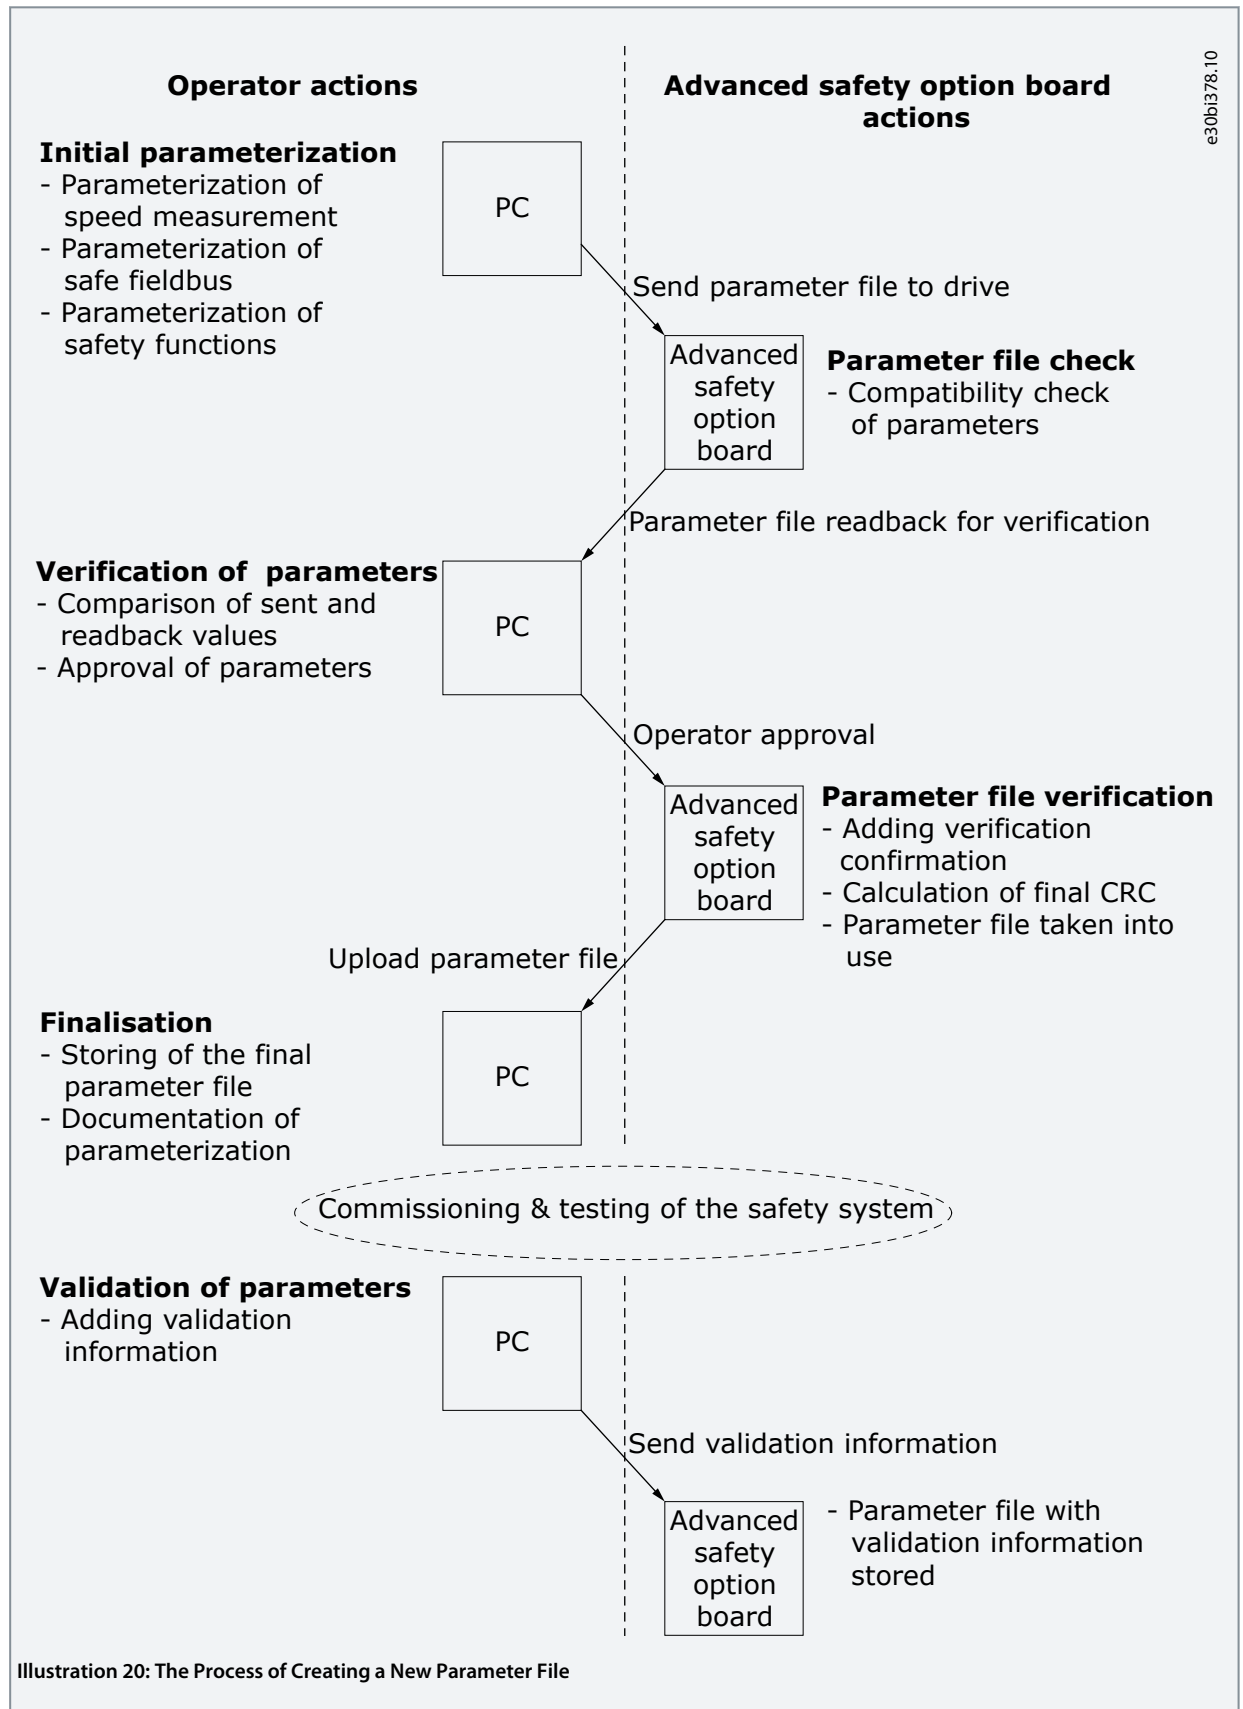 Operator actions
Advanced safety option board
actions
e30bi378.10
Initial parameterization
- Parameterization of
speed measurement
- Parameterization of
safe fieldbus
- Parameterization of
safety functions
PC
Send parameter file to drive
Advanced
safety
option
board
Parameter file check
- Compatibility check
of parameters
Parameter file readback for verification
Verification of  parameters
- Comparison of sent and
readback values
- Approval of parameters
PC
Operator approval
Advanced
safety
option
board
Parameter file verification
- Adding verification
confirmation
- Calculation of final CRC
- Parameter file taken into
use
Upload parameter file
Finalisation
- Storing of the final
parameter file
- Documentation of
parameterization
PC
Commissioning & testing of the safety system
Validation of parameters
- Adding validation
information
PC
Send validation information
Advanced
safety
option
board
- Parameter file with
validation information
stored
Illustration 20: The Process of Creating a New Parameter File